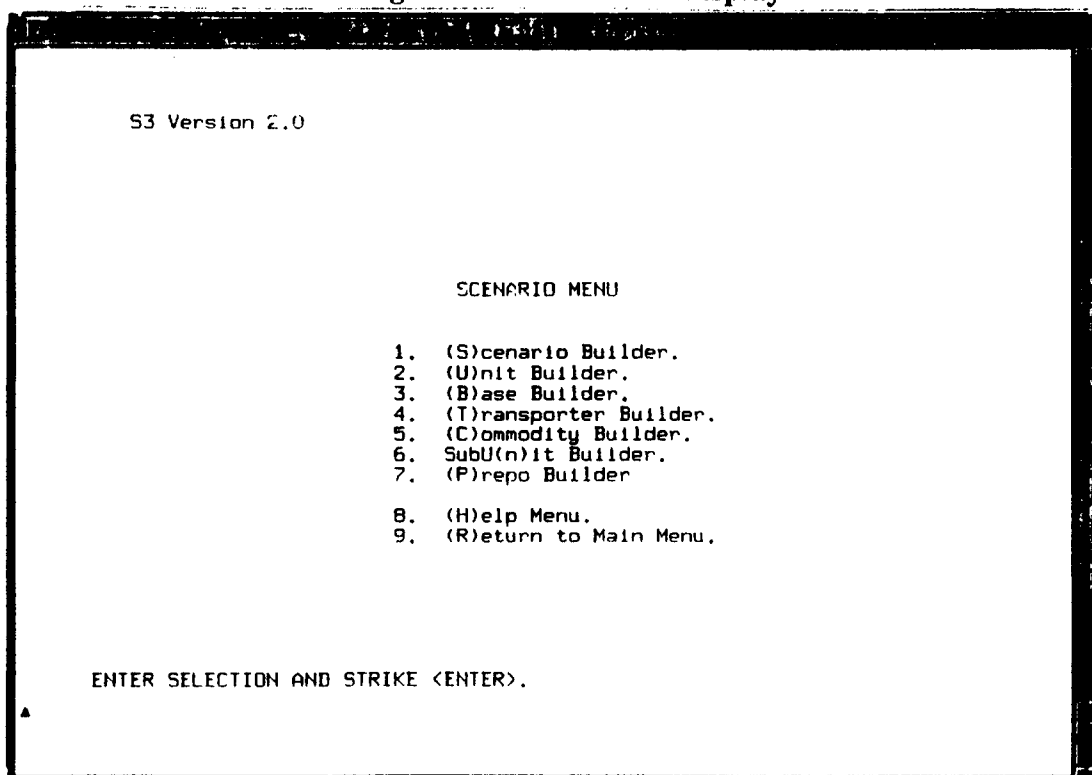 S3 Version 2.0
SCENARIO MENU
1. (S)cenario Builder.
2. (U)nit Builder.
3. (B)ase Builder.
4. (T)ransporter Builder.
5. (C)ommodity Builder.
6. SubU(n)it Builder.
7. (P)repo Builder
8. (H)elp Menu.
9. (R)eturn to Main Menu.
ENTER SELECTION AND STRIKE <ENTER>.